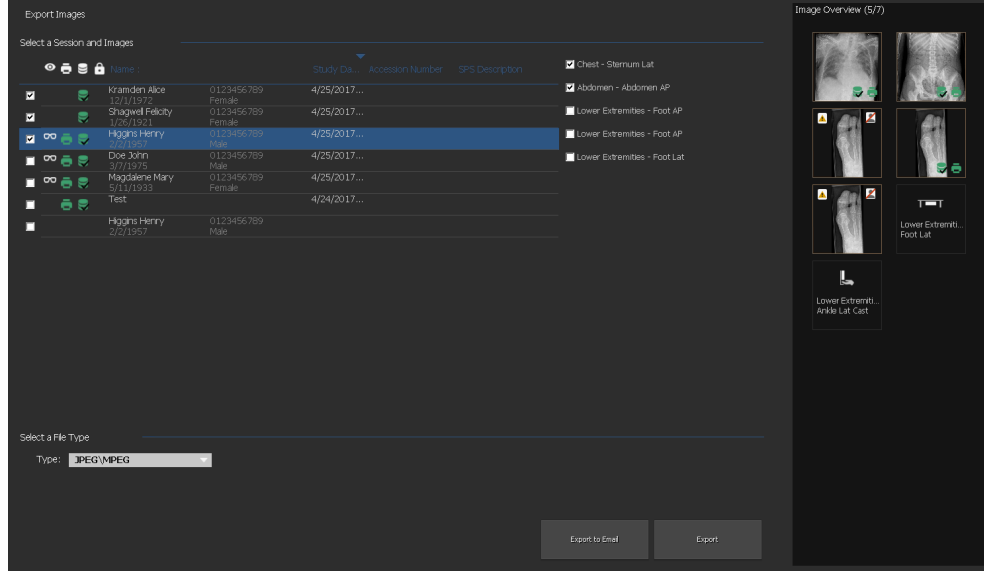 Export Images
Image Overview (5/7)
Select a Session and Images
Name :
Study Da... Accession Number SPS Description
Kramden Alice 0123456789 4/25/2017...
12/1/1972 Female
Shagwell Felicity 0123456789 4/25/2017...
1/26/1921 Female
Higgins Henry 0123456789 4/25/2017...
2/2/1957 Male
Doe John 0123456789 4/25/2017...
3/7/1975 Male
Magdalene Mary 0123456789 4/25/2017...
5/11/1933 Female
Test 4/24/2017...
Higgins Henry 0123456789
2/2/1957 Male
Chest - Sternum Lat
Abdomen - Abdomen AP
Lower Extremities - Foot AP
Lower Extremities - Foot AP
Lower Extremities - Foot Lat
Lower Extremiti...
Foot Lat
Lower Extremiti...
Ankle Lat Cast
Select a File Type
Type: JPEG\MPEG
Export to Email
Export